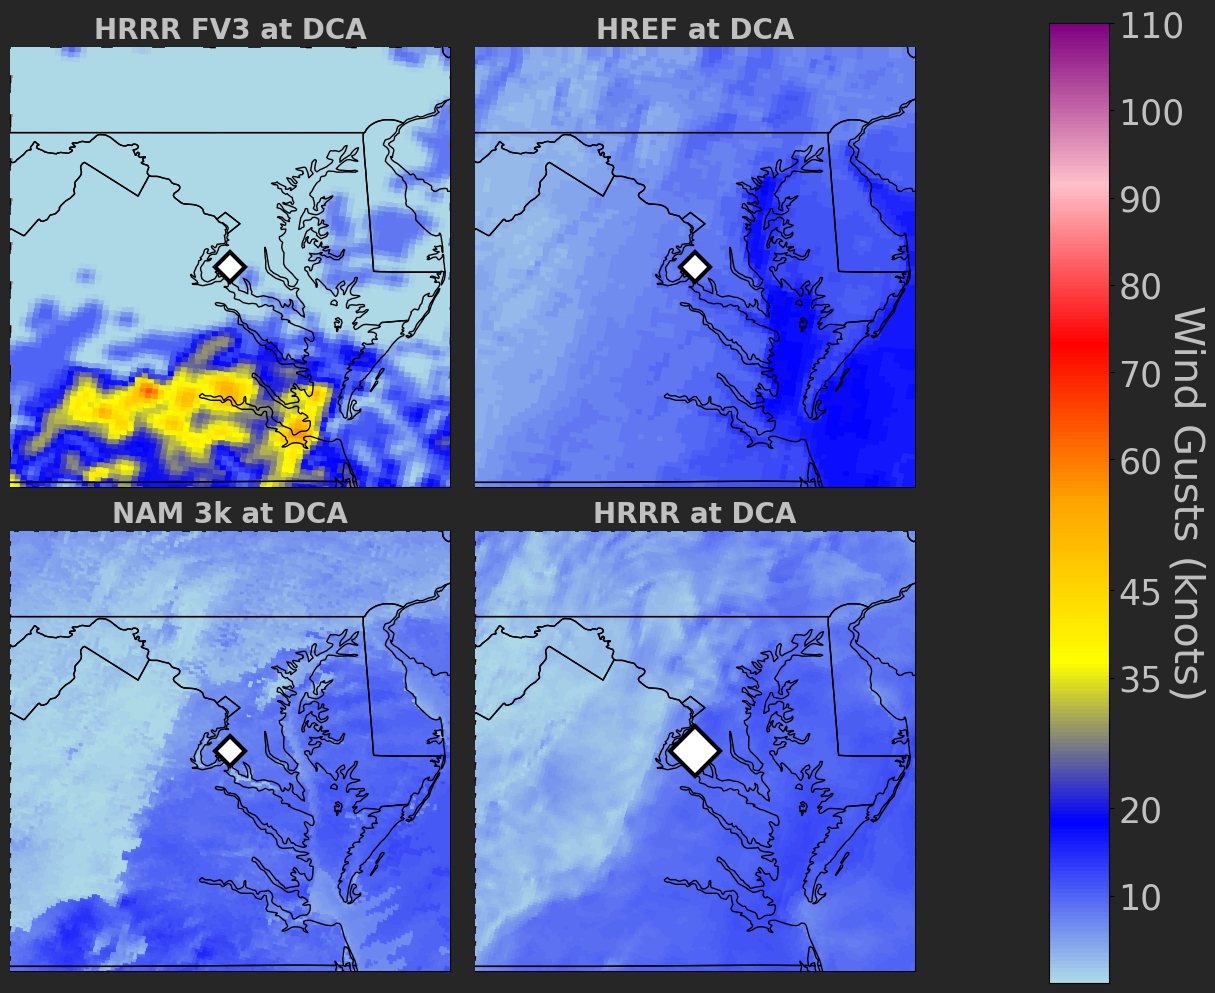 HRRR FV3 at DCA
HREF at DCA
NAM 3k at DCA
HRRR at DCA
110
100
90
80
70
60
45
35
20
10
Wind Gusts (knots)